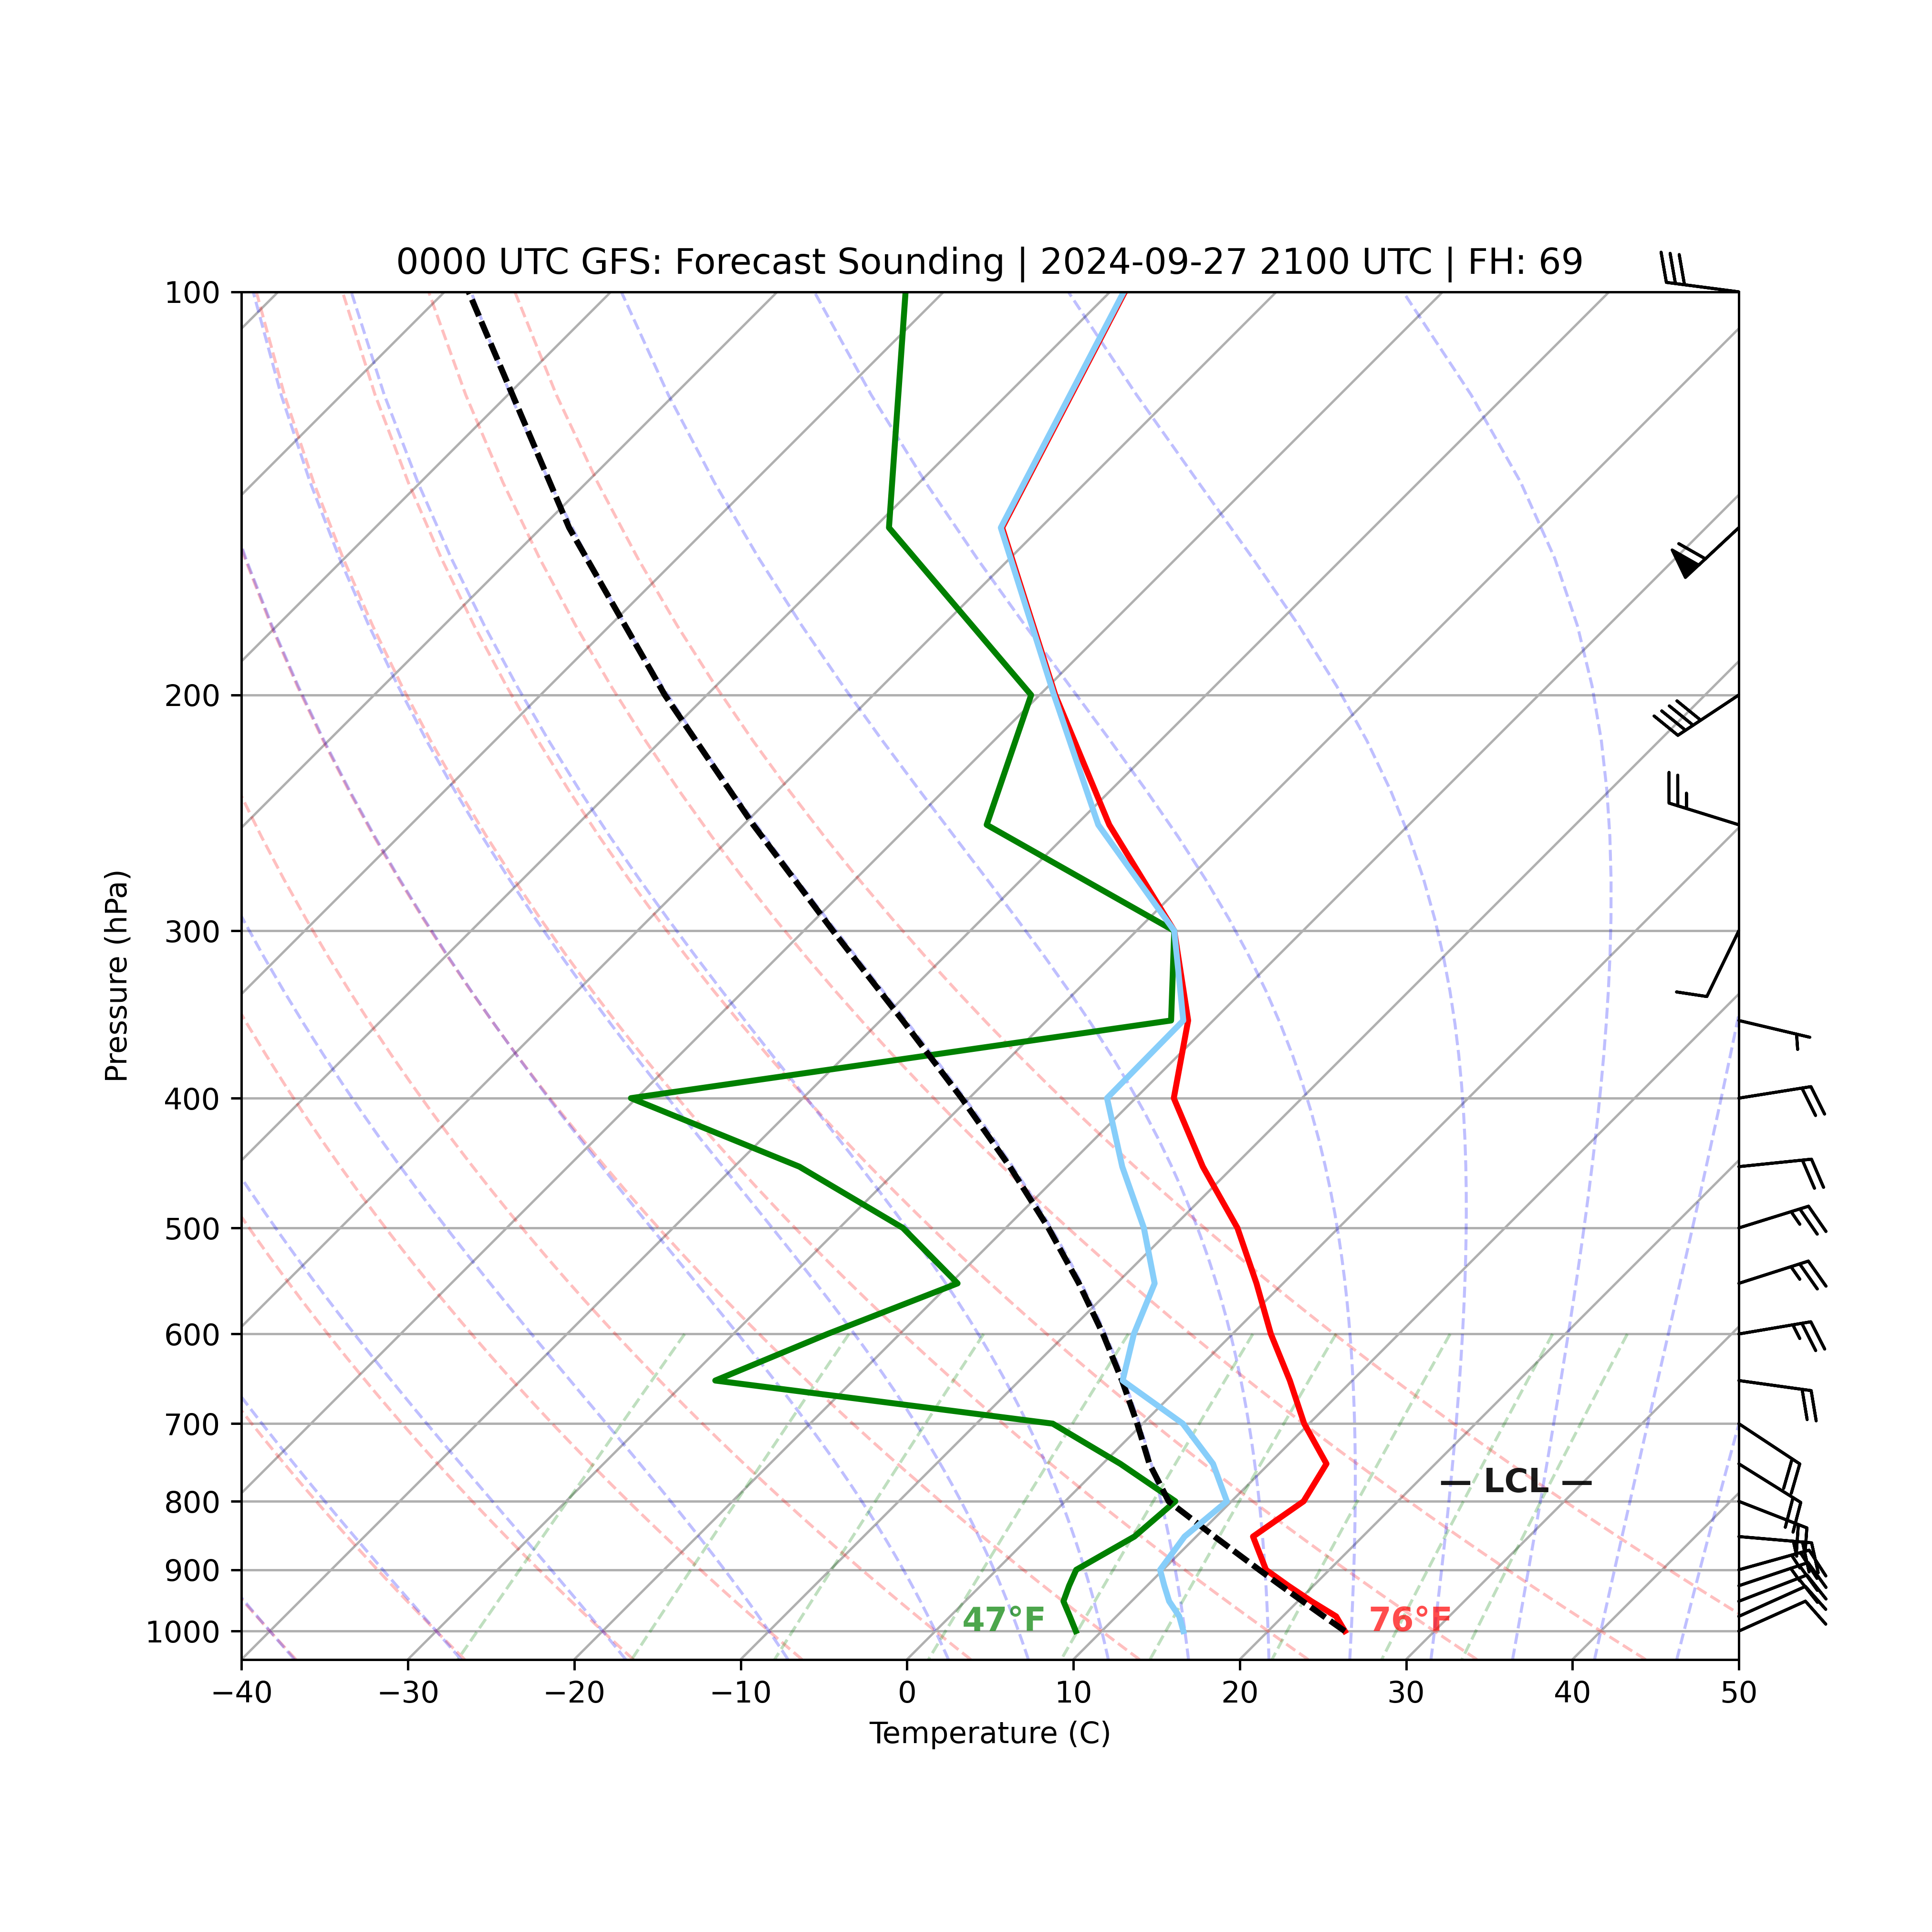 0000 UTC GFS: Forecast Sounding | 2024-09-27 2100 UTC | FH: 69
100
200
300
400
500
600
700
800
900
1000
Pressure (hPa)
— LCL —
47°F
76°F
−40 −30 −20 −10 0 10 20 30 40 50
Temperature (C)